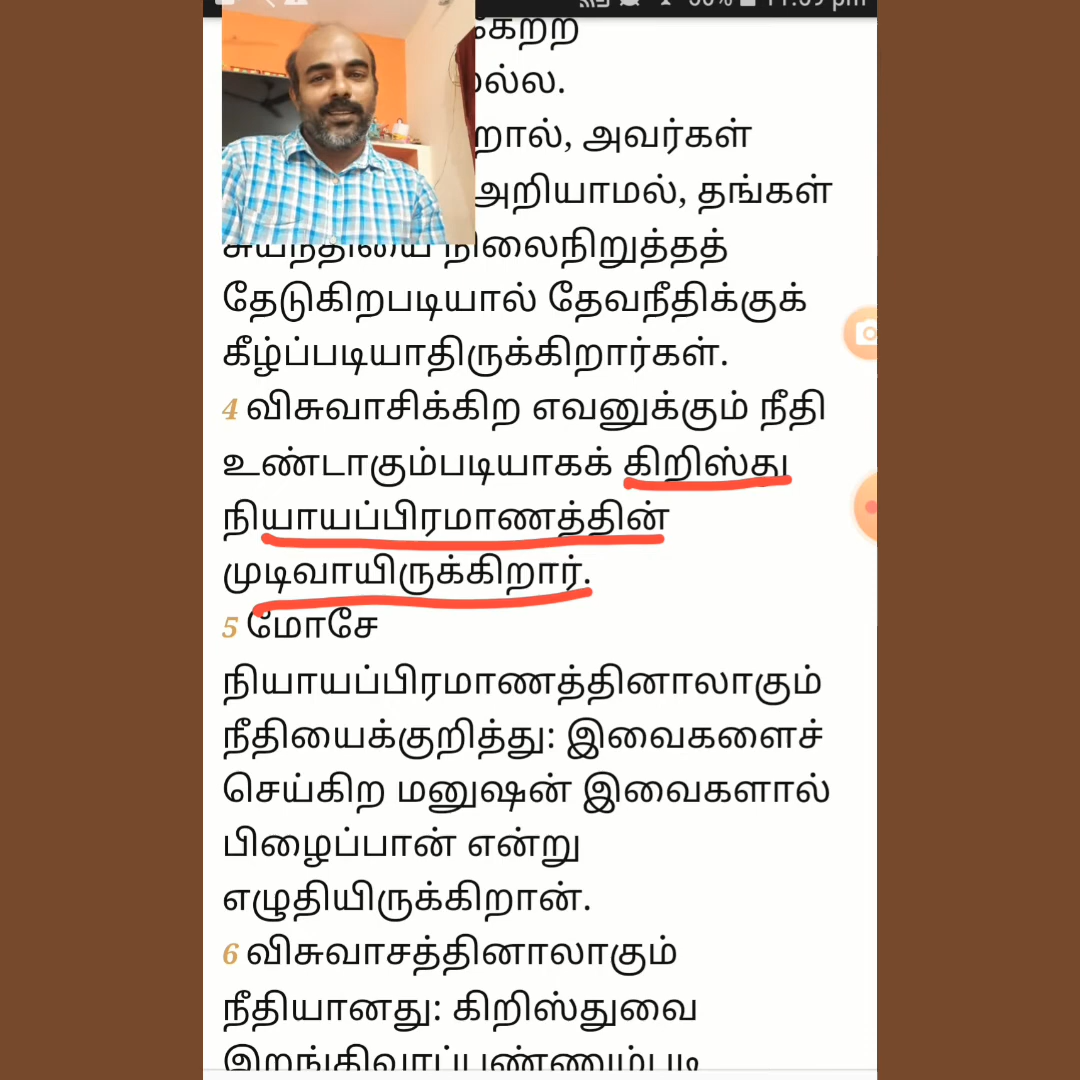 மல்ல.
அவர்கள்
அறியாமல், தங்கள்
நிலைநிறுத்தத்
தேடுகிறபடியால் தேவநீதிக்குக்
கீழ்ப்படியாதிருக்கிறார்கள்.
4 விசுவாசிக்கிற எவனுக்கும் நீதி
உண்டாகும்படியாகக் கிறிஸ்து
நியாயப்பிரமாணத்தின்
முடிவாயிருக்கிறார்.
5 மோசே
நியாயப்பிரமாணத்தினாலாகும்
நீதியைக்குறித்து: இவைகளைச்
செய்கிற மனுஷன் இவைகளால்
பிழைப்பான் என்று
எழுதியிருக்கிறான்.
6 விசுவாசத்தினாலாகும்
நீதியானது: கிறிஸ்துவை